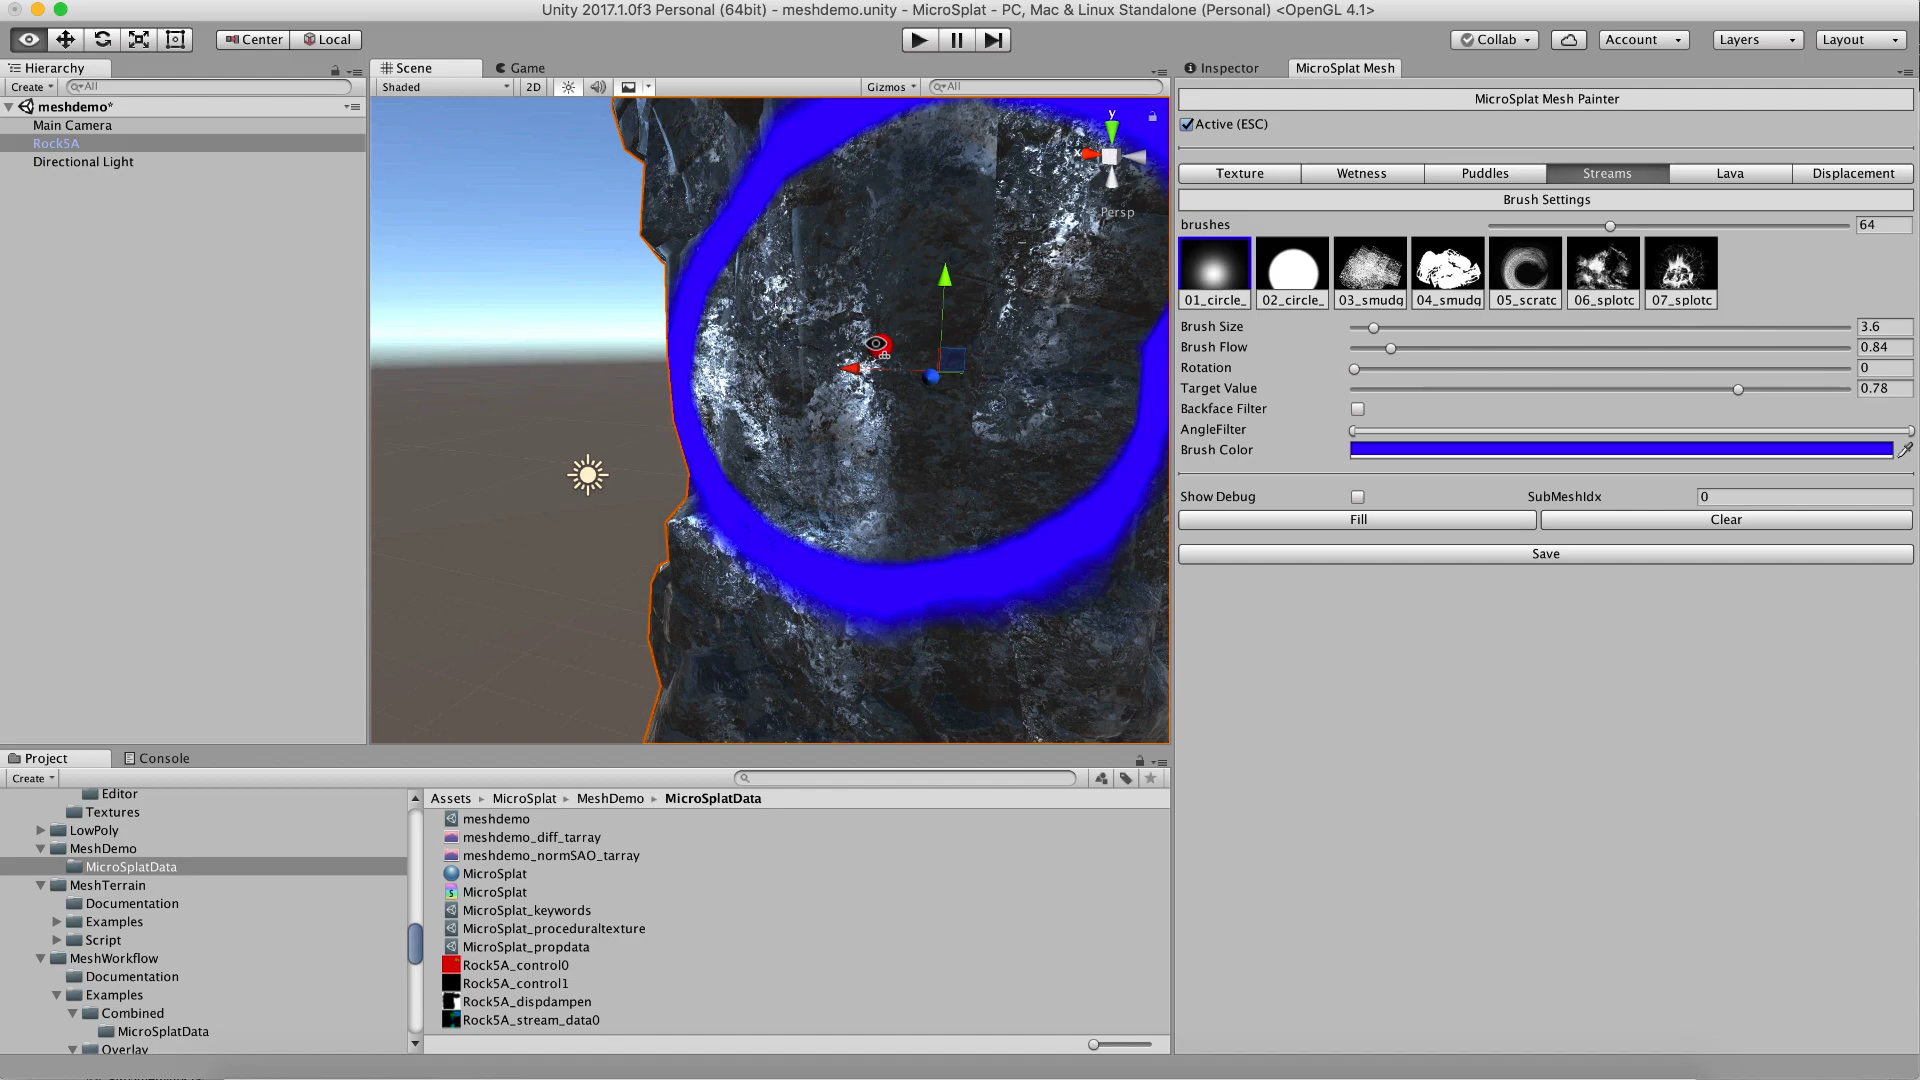 Unity 2017.1.0f3 Personal (64bit) - meshdemo.unity - MicroSplat - PC, Mac & Linux Standalone (Personal) <OpenGL 4.1>
Center
Local
Collab
Account
Layers
Layout
Hierarchy
Create
All
meshdemo*
Main Camera
Rock5A
Directional Light
Scene
Game
Shaded
2D
Gizmos
All
y
x
Persp
Inspector
MicroSplat Mesh
MicroSplat Mesh Painter
Active (ESC)
Texture
Wetness
Puddles
Streams
Lava
Displacement
Brush Settings
brushes
64
01_circle_
02_circle_
03_smudg
04_smudg
05_scratc
06_splotc
07_splotc
Brush Size
3.6
Brush Flow
0.84
Rotation
0
Target Value
0.78
Backface Filter
AngleFilter
Brush Color
Show Debug
SubMeshIdx
0
Fill
Clear
Save
Project
Console
Create
Editor
Textures
LowPoly
MeshDemo
MicroSplatData
MeshTerrain
Documentation
Examples
Script
MeshWorkflow
Documentation
Examples
Combined
MicroSplatData
Overlay
Assets MicroSplat MeshDemo MicroSplatData
meshdemo
meshdemo_diff_tarray
meshdemo_normSAO_tarray
MicroSplat
MicroSplat
MicroSplat_keywords
MicroSplat_proceduraltexture
MicroSplat_propdata
Rock5A_control0
Rock5A_control1
Rock5A_dispdampen
Rock5A_stream_data0